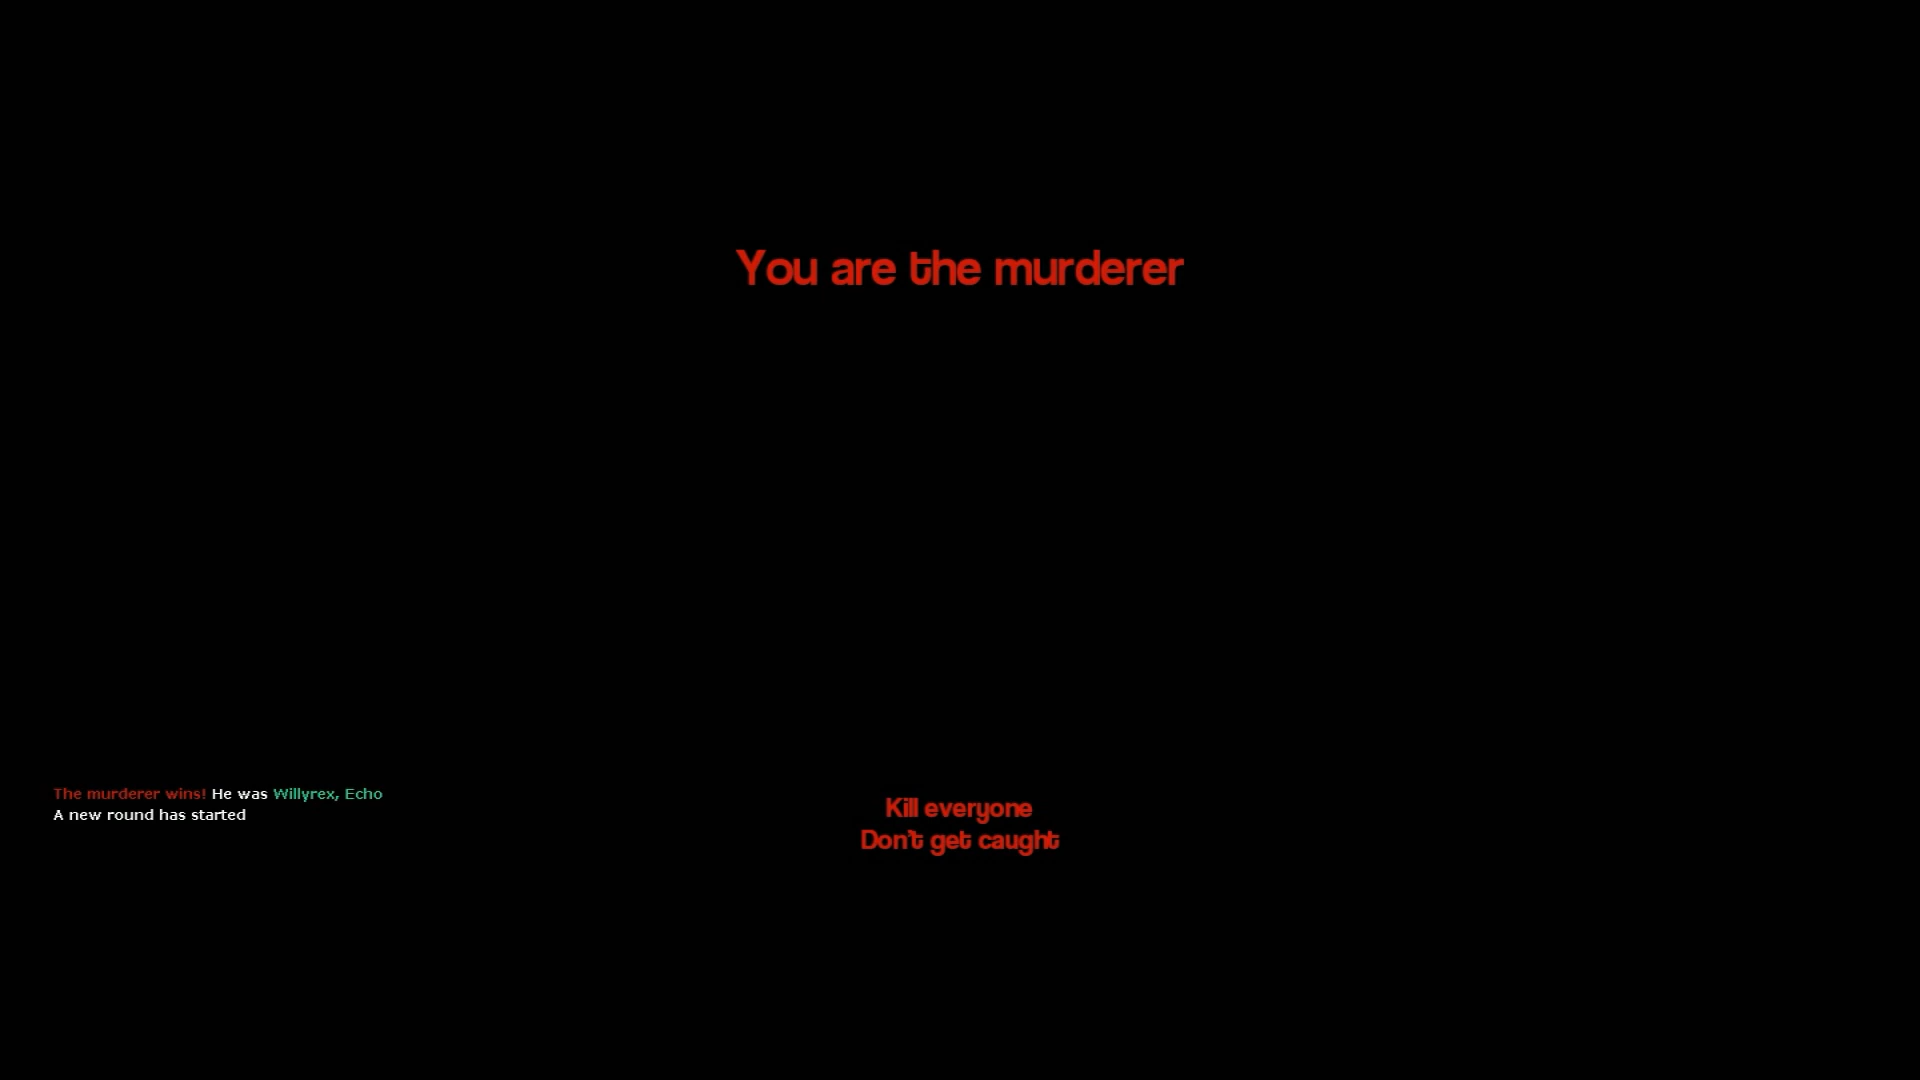 You are the murderer
The murderer wins! He was Willyrex, Echo
A new round has started
Kill everyone
Don't get caught